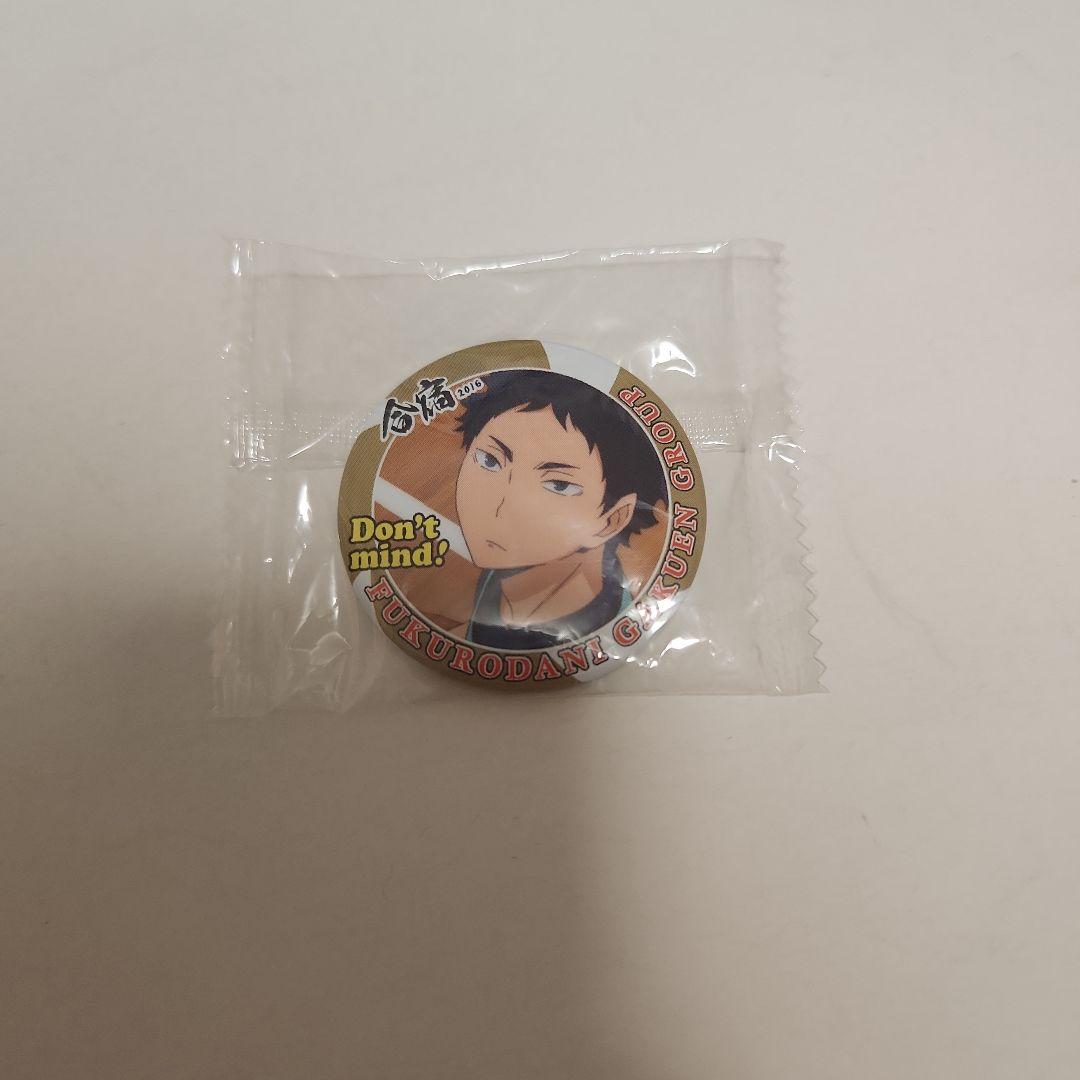 合宿 2016
Don't
mind!
FUKURODANI GAKUEN GROUP